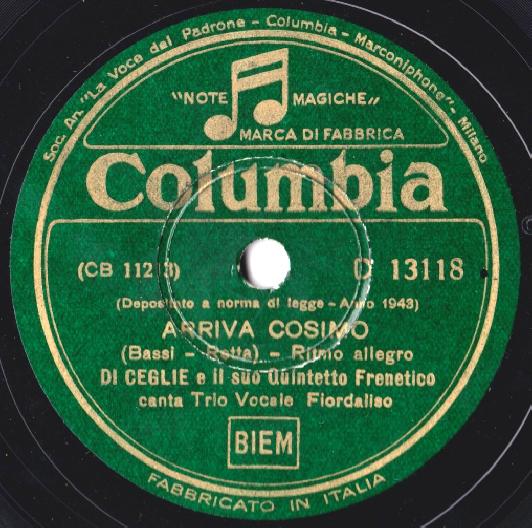 Soc. An. "La Voce del Padrone - Columbia - Marconiphone" - Milano
"NOTE MAGICHE"
MARCA DI FABBRICA
Columbia
D 13118
(Depositato a norma di legge - Anno 1943)
ARRIVA COSIMO
(Bassi - Retta) - Ritmo allegro
DI CEGLIE e il suo Quintetto Frenetico
canta Trio Vocale Fiordaliso
BIEM
FABBRICATO IN ITALIA